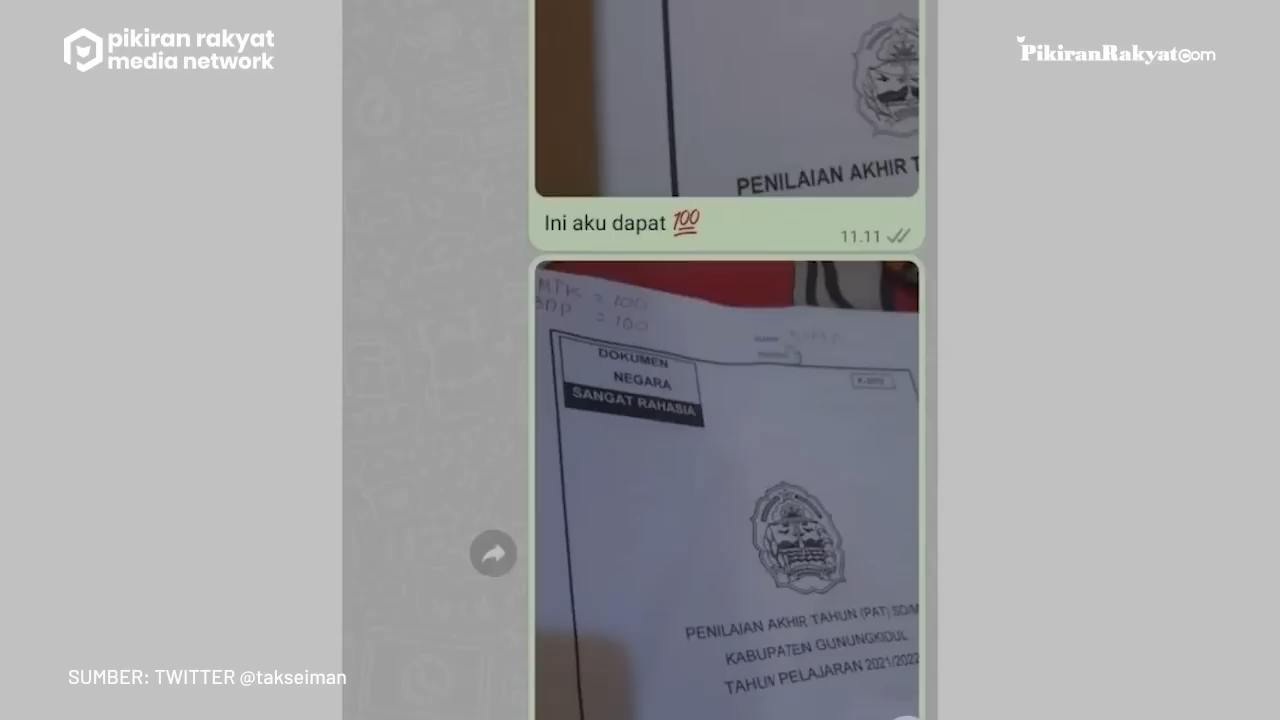 pikiran rakyat
media network
PikiranRakyat.com
PENILAIAN AKHIR T
Ini aku dapat 💯
11.11
MTK = 100
= 100
DOKUMEN
NEGARA
SANGAT RAHASIA
PENILAIAN AKHIR TAHUN (PAT) SD/M
KABUPATEN GUNUNGKIDUL
TAHUN PELAJARAN 2021/2022
SUMBER: TWITTER @takseiman